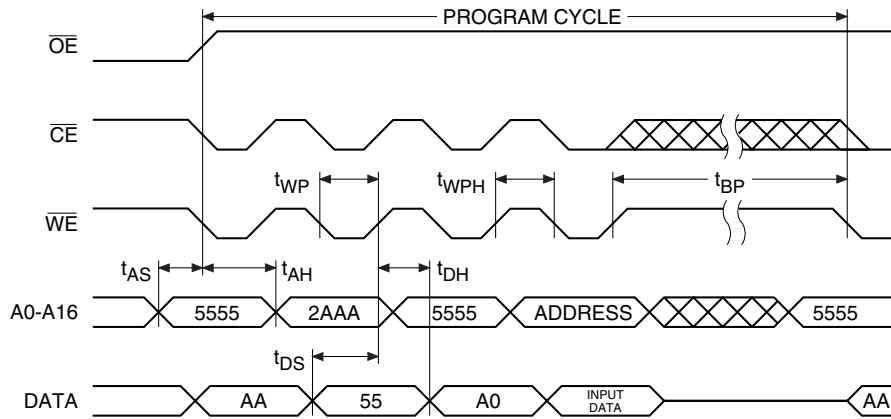 PROGRAM CYCLE
OE
CE
tWP
tWPH
tBP
WE
tAS
tAH
tDH
A0-A16
5555
2AAA
5555
ADDRESS
5555
tDS
DATA
AA
55
A0
INPUT
DATA
AA